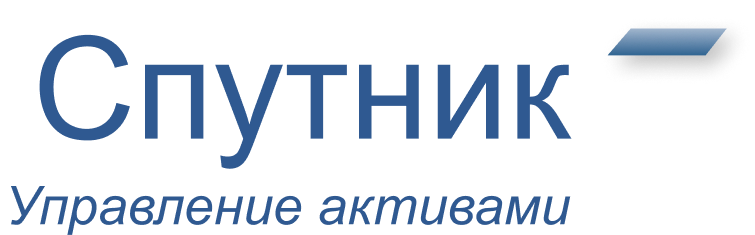 Спутник
Управление активами